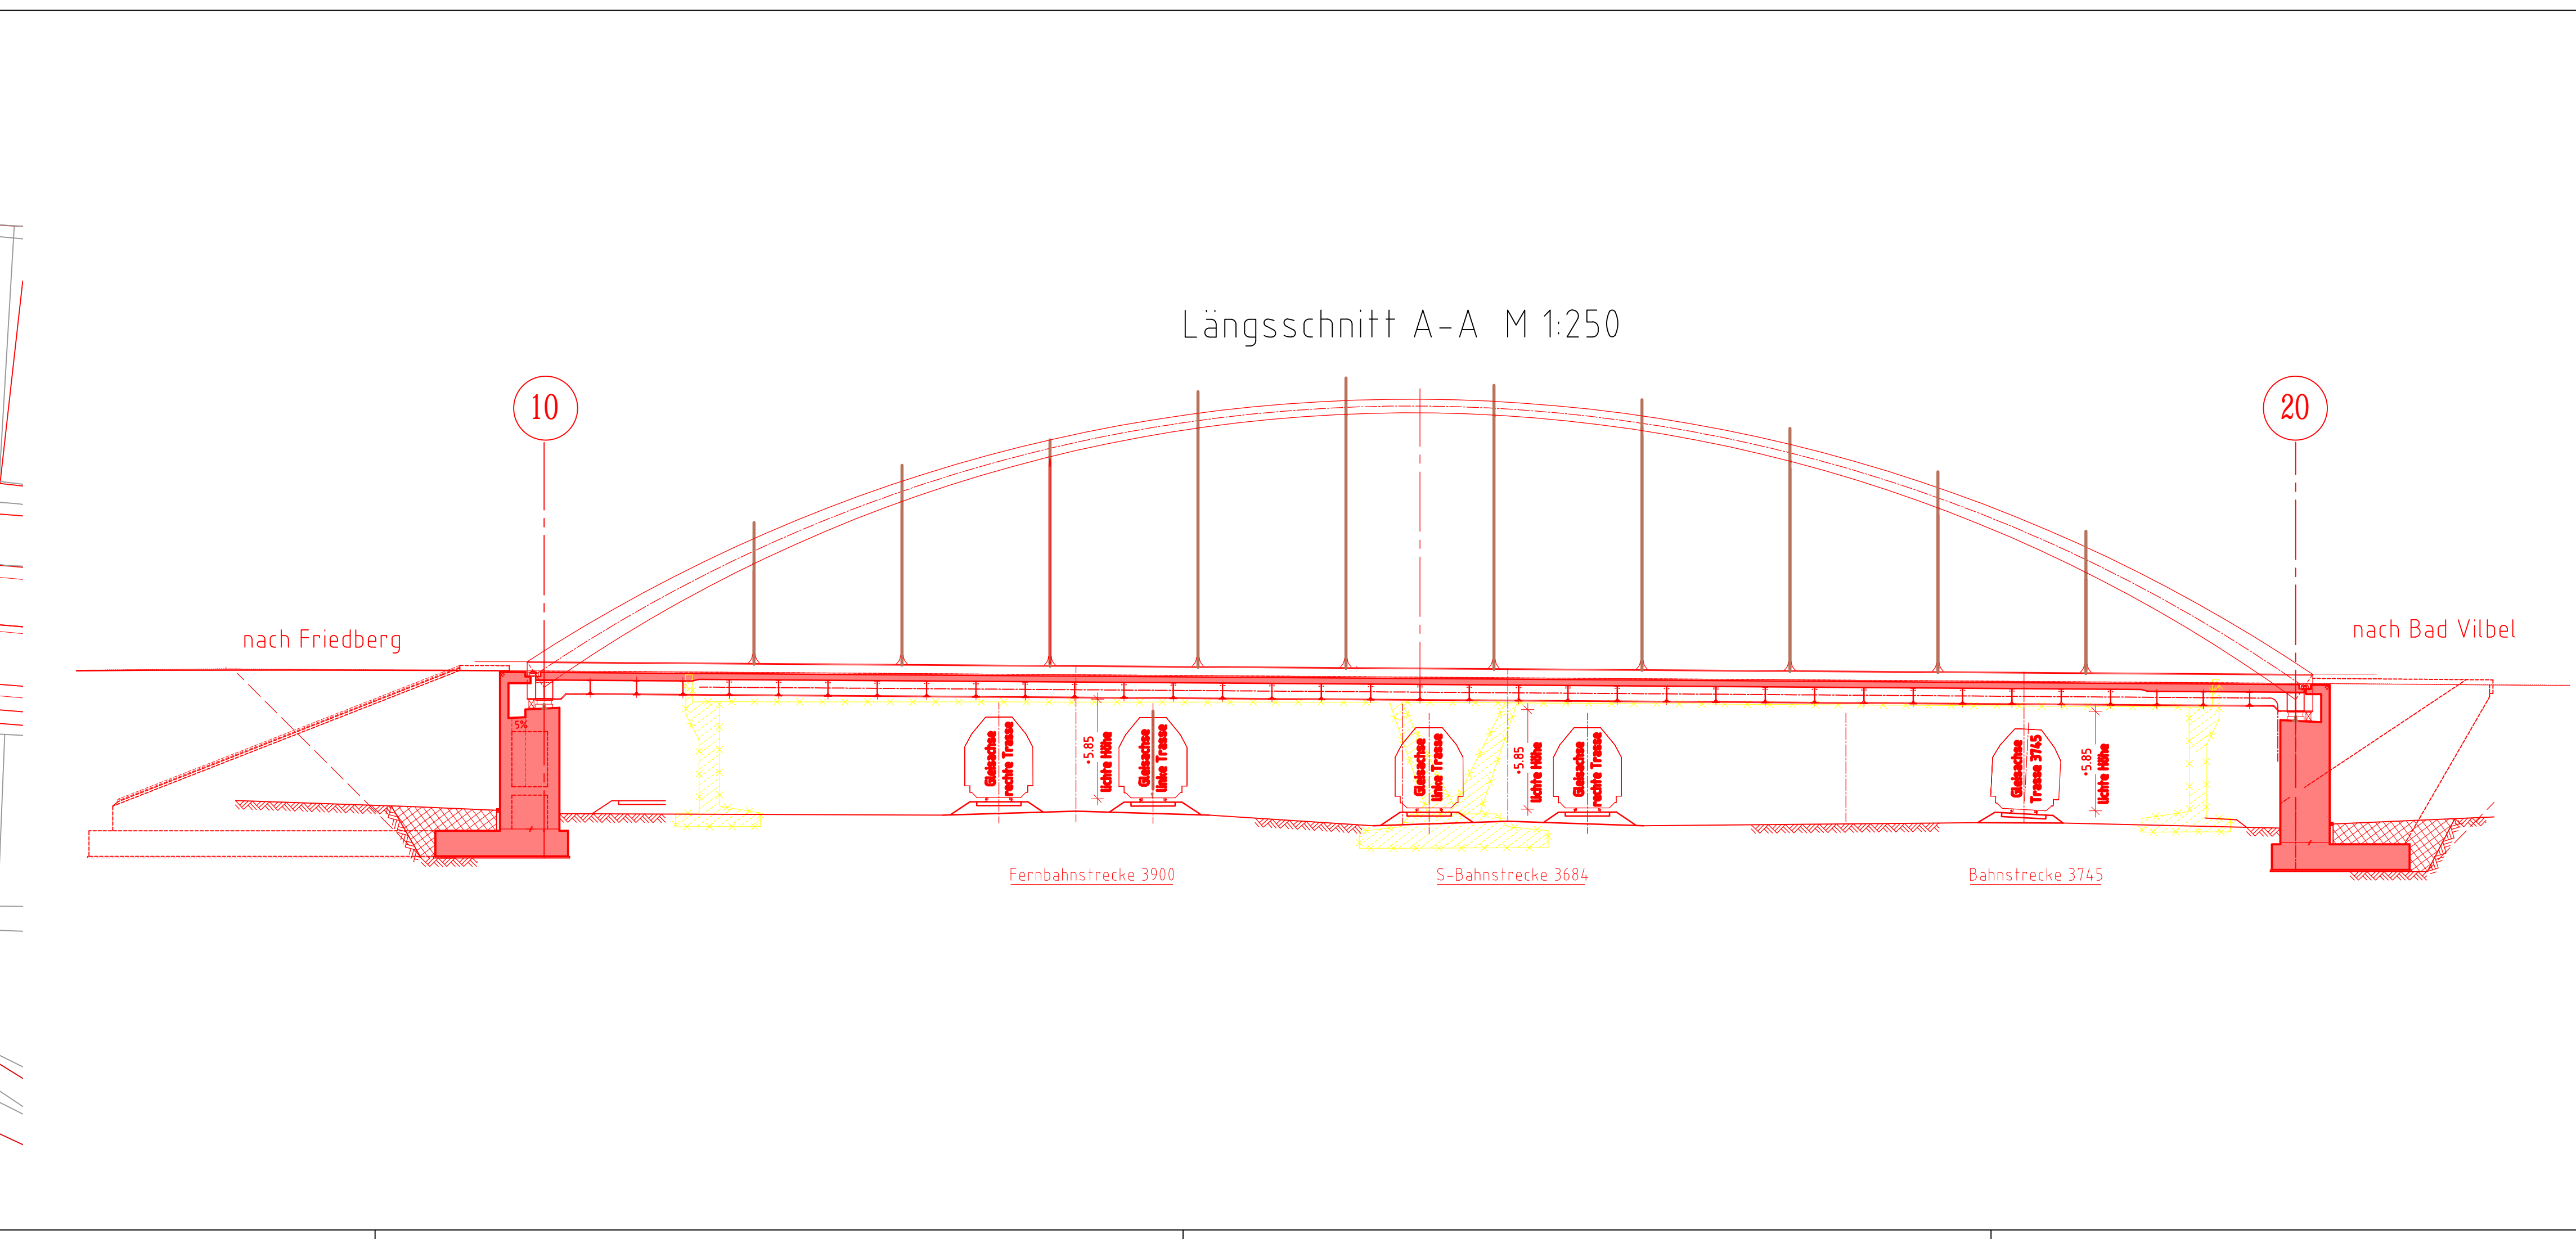 Längsschnitt A-A M 1:250
10
20
nach Friedberg
nach Bad Vilbel
5%
Gleisachse
rechte Trasse
+5.85
lichte Höhe
Gleisachse
linke Trasse
Gleisachse
linke Trasse
+5.85
lichte Höhe
Gleisachse
rechte Trasse
Gleisachse
Trasse 3745
+5.85
lichte Höhe
Fernbahnstrecke 3900
S-Bahnstrecke 3684
Bahnstrecke 3745